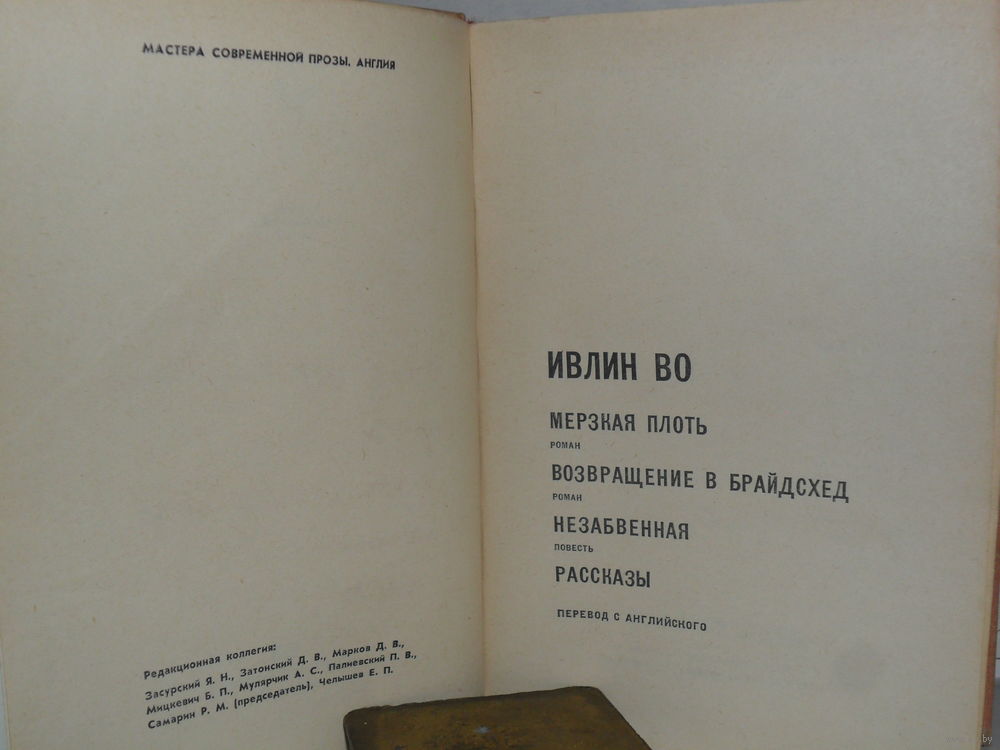 МАСТЕРА СОВРЕМЕННОЙ ПРОЗЫ. АНГЛИЯ
Редакционная коллегия:
Засурский Я. Н., Затонский Д. В., Марков Д. В.,
Мицкевич Б. П., Мулярчик А. С., Палиевский П. В.,
Самарин Р. М. (председатель), Челышев Е. П.
ИВЛИН ВО
МЕРЗКАЯ ПЛОТЬ
РОМАН
ВОЗВРАЩЕНИЕ В БРАЙДСХЕД
РОМАН
НЕЗАБВЕННАЯ
ПОВЕСТЬ
РАССКАЗЫ
ПЕРЕВОД С АНГЛИЙСКОГО